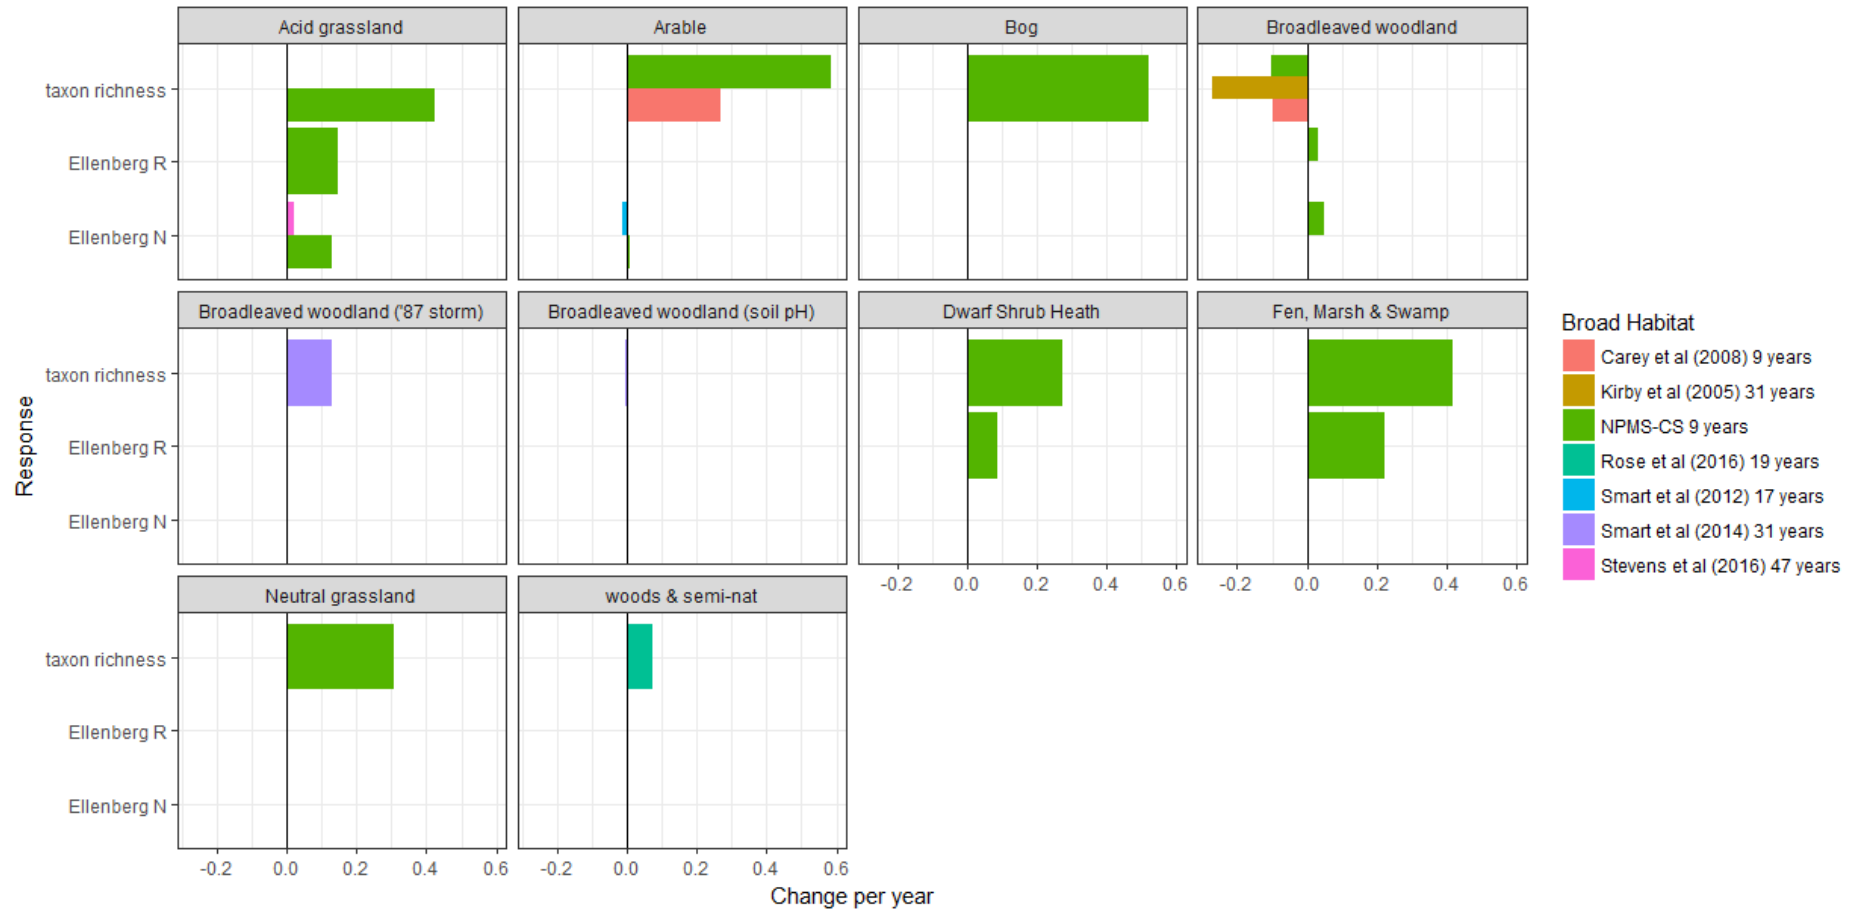 Acid grassland
Arable
Bog
Broadleaved woodland
taxon richness
Ellenberg R
Ellenberg N
Broadleaved woodland ('87 storm)
Broadleaved woodland (soil pH)
Dwarf Shrub Heath
Fen, Marsh & Swamp
taxon richness
Ellenberg R
Ellenberg N
-0.2 0.0 0.2 0.4 0.6
-0.2 0.0 0.2 0.4 0.6
Neutral grassland
woods & semi-nat
taxon richness
Ellenberg R
Ellenberg N
-0.2 0.0 0.2 0.4 0.6
-0.2 0.0 0.2 0.4 0.6
Change per year
Response
Broad Habitat
Carey et al (2008) 9 years
Kirby et al (2005) 31 years
NPMS-CS 9 years
Rose et al (2016) 19 years
Smart et al (2012) 17 years
Smart et al (2014) 31 years
Stevens et al (2016) 47 years